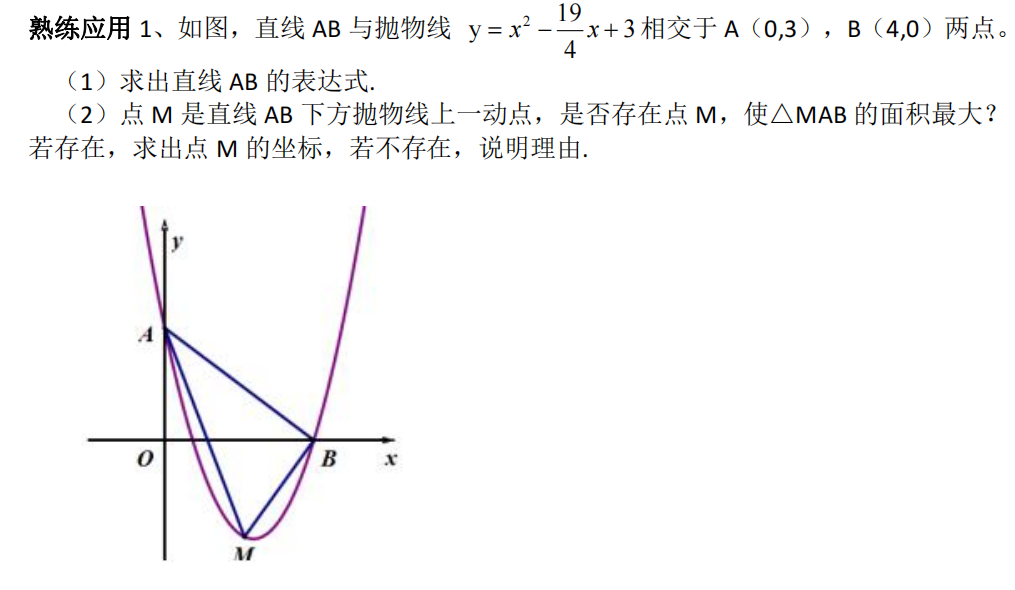 熟练应用 1、如图，直线 AB 与抛物线 y = x² − 19/4 x + 3 相交于 A（0,3），B（4,0）两点。
（1）求出直线 AB 的表达式.
（2）点 M 是直线 AB 下方抛物线上一动点，是否存在点 M，使△MAB 的面积最大？
若存在，求出点 M 的坐标，若不存在，说明理由.
y
A
O
B
x
M